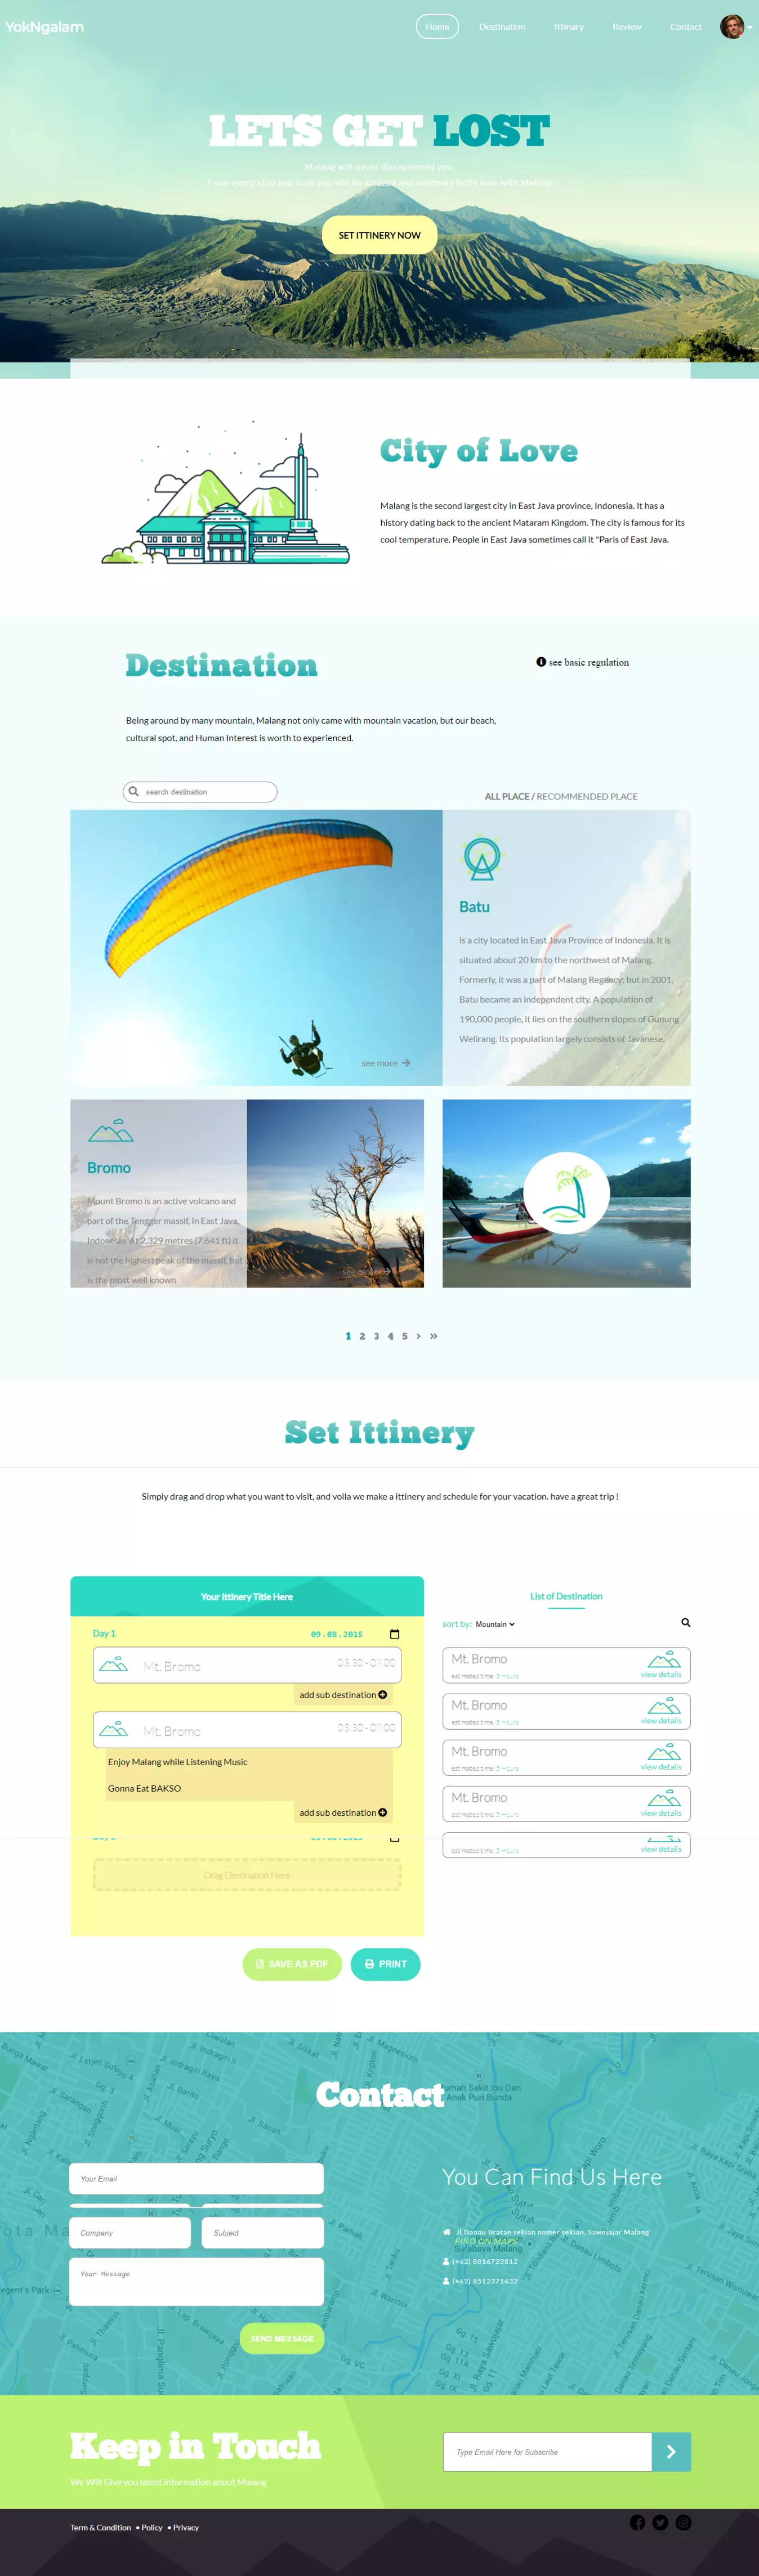 YokNgalam
Home Destination Ittinary Review Contact
LETS GET LOST
Malang will never dissapointed you.
From every step you took you will be amazed and suddenly fallin love with Malang
SET ITTINERY NOW
City of Love
Malang is the second largest city in East Java province, Indonesia. It has a
history dating back to the ancient Mataram Kingdom. The city is famous for its
cool temperature. People in East Java sometimes call it "Paris of East Java.
Destination
see basic regulation
Being around by many mountain, Malang not only came with mountain vacation, but our beach,
cultural spot, and Human Interest is worth to experienced.
search destination
ALL PLACE / RECOMMENDED PLACE
Batu
is a city located in East Java Province of Indonesia. It is
situated about 20 km to the northwest of Malang.
Formerly, it was a part of Malang Regency; but in 2001,
Batu became an independent city. A population of
190,000 people, it lies on the southern slopes of Gunung
Welirang. Its population largely consists of Javanese.
see more
Bromo
Mount Bromo is an active volcano and
part of the Tengger massif, in East Java,
Indonesia. At 2,329 metres (7,641 ft) it
is not the highest peak of the massif, but
is the most well known
see more
1 2 3 4 5 › »
Set Ittinery
Simply drag and drop what you want to visit, and voila we make a ittinery and schedule for your vacation. have a great trip !
Your Ittinery Title Here
Day 1 09.08.2015
Mt. Bromo 03.30 - 09.00
add sub destination
Mt. Bromo 03.30 - 09.00
Enjoy Malang while Listening Music
Gonna Eat BAKSO
add sub destination
Drag Destination Here
SAVE AS PDF PRINT
List of Destination
sort by: Mountain
Mt. Bromo
estimates time: 5 Hours view details
Mt. Bromo
estimates time: 5 Hours view details
Mt. Bromo
estimates time: 5 Hours view details
Mt. Bromo
estimates time: 5 Hours view details
estimates time: 5 Hours view details
Contact
Your Email
Company Subject
Your Message
SEND MESSAGE
You Can Find Us Here
Jl.Danau Bratan sekian nomer sekian, Sawojajar Malang
FIND ON MAPS
(+62) 8816723812
(+62) 8512371632
Keep in Touch
We Will Give you latest information about Malang
Type Email Here for Subscribe
Term & Condition • Policy • Privacy